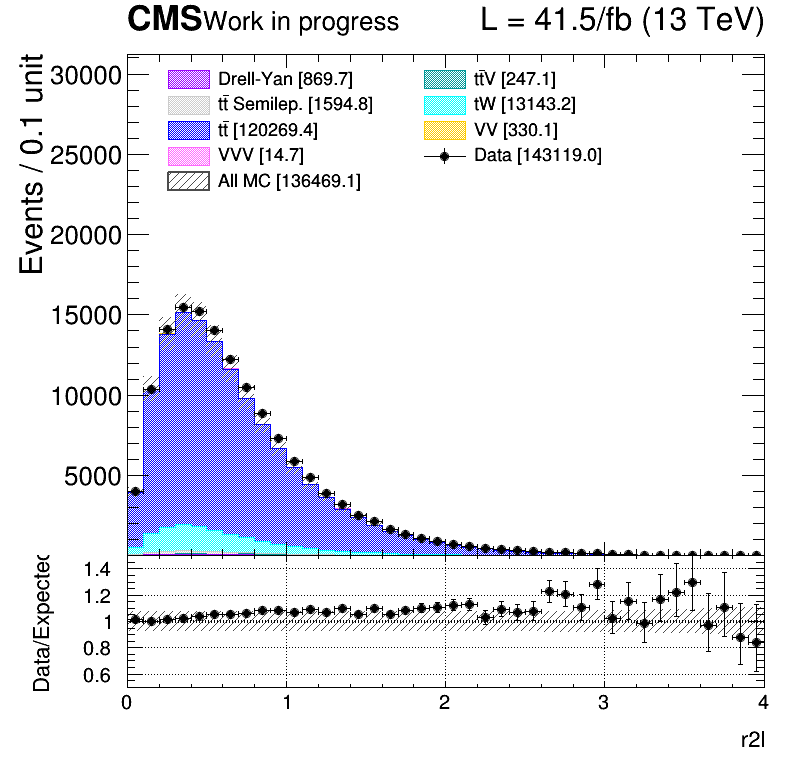 CMS Work in progress L = 41.5/fb (13 TeV)
Events / 0.1 unit
30000
25000
20000
15000
10000
5000
Drell-Yan [869.7]
tt̄ Semilep. [1594.8]
tt̄ [120269.4]
VVV [14.7]
All MC [136469.1]
tt̄V [247.1]
tW [13143.2]
VV [330.1]
Data [143119.0]
Data/Expected
1.4
1.2
1
0.8
0.6
0 1 2 3 4
r2l